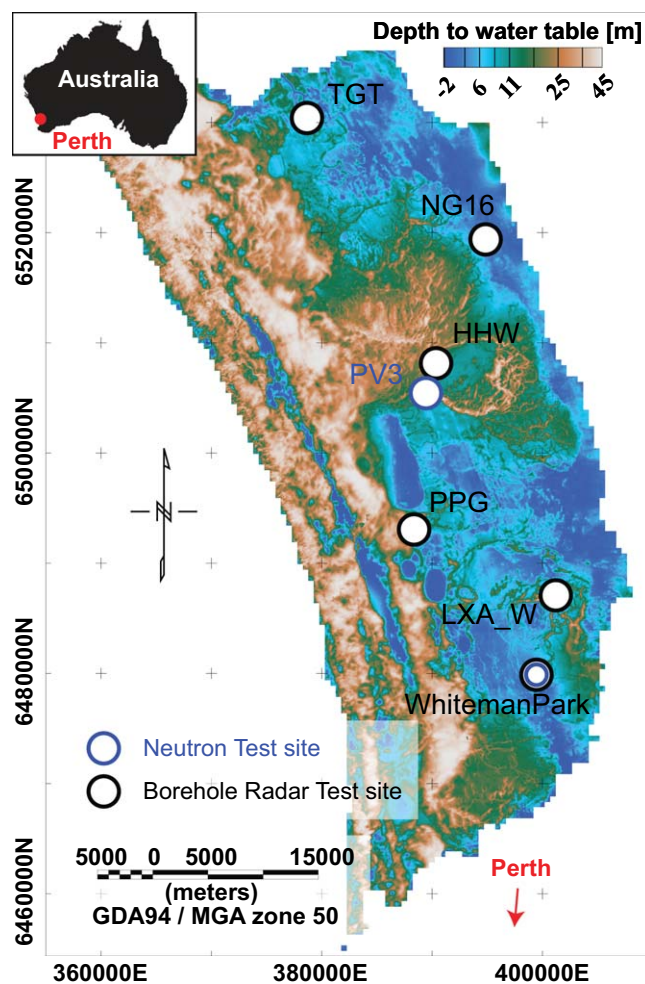 Depth to water table [m]
-2 6 11 25 45
Australia
Perth
TGT
NG16
HHW
PV3
PPG
LXA_W
WhitemanPark
6520000N
6500000N
6480000N
6460000N
N
Neutron Test site
Borehole Radar Test site
5000 0 5000 15000
(meters)
GDA94 / MGA zone 50
Perth
360000E 380000E 400000E